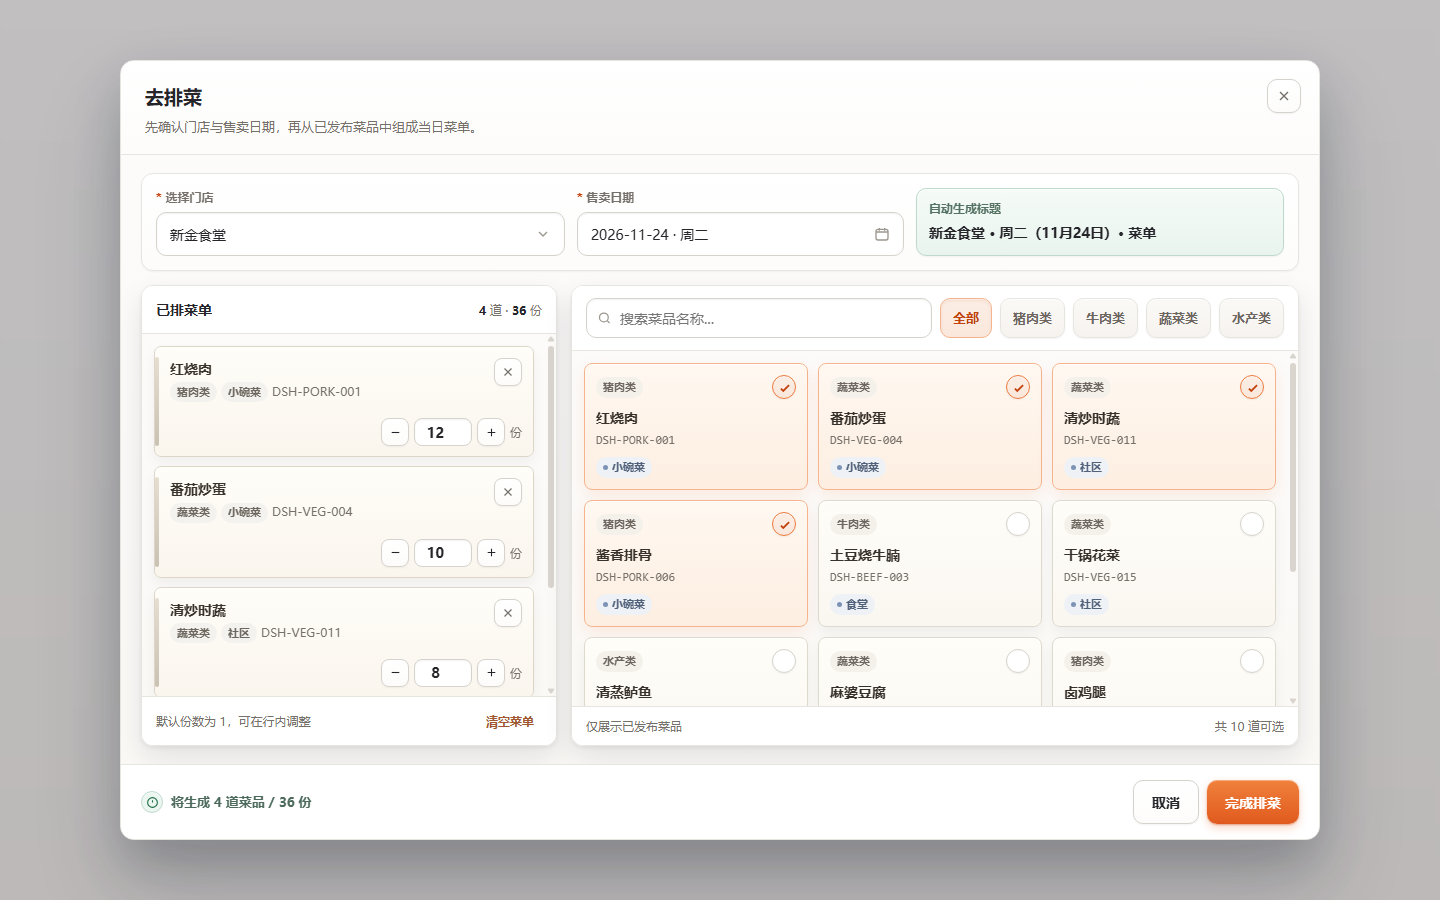 去排菜
先确认门店与售卖日期，再从已发布菜品中组成当日菜单。
* 选择门店
新金食堂
* 售卖日期
2026-11-24 · 周二
自动生成标题
新金食堂 • 周二（11月24日）• 菜单
已排菜单
4 道 · 36 份
红烧肉
猪肉类 小碗菜 DSH-PORK-001
− 12 + 份
番茄炒蛋
蔬菜类 小碗菜 DSH-VEG-004
− 10 + 份
清炒时蔬
蔬菜类 社区 DSH-VEG-011
− 8 + 份
默认份数为 1，可在行内调整
清空菜单
搜索菜品名称...
全部 猪肉类 牛肉类 蔬菜类 水产类
猪肉类
红烧肉
DSH-PORK-001
小碗菜
蔬菜类
番茄炒蛋
DSH-VEG-004
小碗菜
蔬菜类
清炒时蔬
DSH-VEG-011
社区
猪肉类
酱香排骨
DSH-PORK-006
小碗菜
牛肉类
土豆烧牛腩
DSH-BEEF-003
食堂
蔬菜类
干锅花菜
DSH-VEG-015
社区
水产类
清蒸鲈鱼
蔬菜类
麻婆豆腐
猪肉类
卤鸡腿
仅展示已发布菜品
共 10 道可选
将生成 4 道菜品 / 36 份
取消
完成排菜